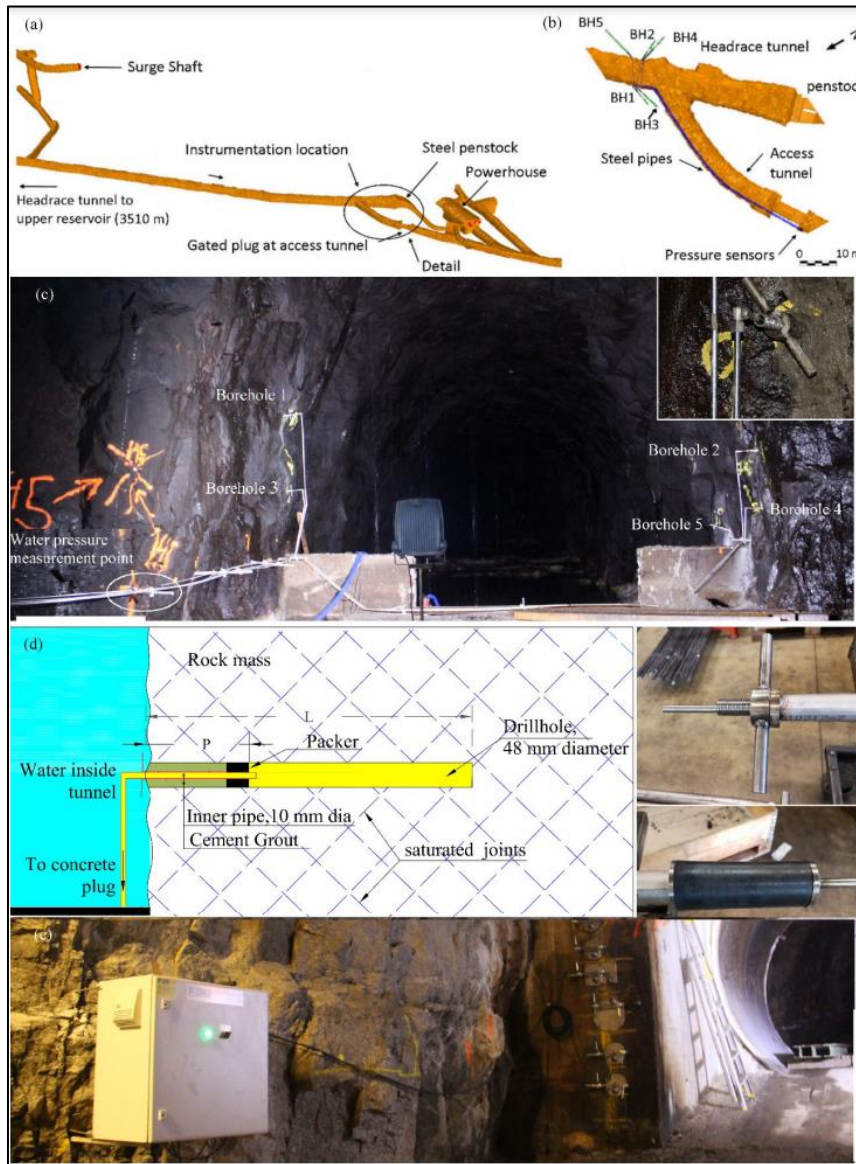 (a)
Surge Shaft
Instrumentation location
Steel penstock
Powerhouse
Headrace tunnel to
upper reservoir (3510 m)
Gated plug at access tunnel
Detail
(b)
BH5
BH2
BH4
Headrace tunnel
BH1
BH3
penstock
Steel pipes
Access
tunnel
Pressure sensors
0 10 m
(c)
Borehole 1
Borehole 3
Borehole 2
Borehole 4
Borehole 5
H5
Water pressure
measurement point
(d)
Rock mass
L
P
Packer
Drillhole,
48 mm diameter
Water inside
tunnel
Inner pipe,10 mm dia
Cement Grout
To concrete
plug
saturated joints
(e)